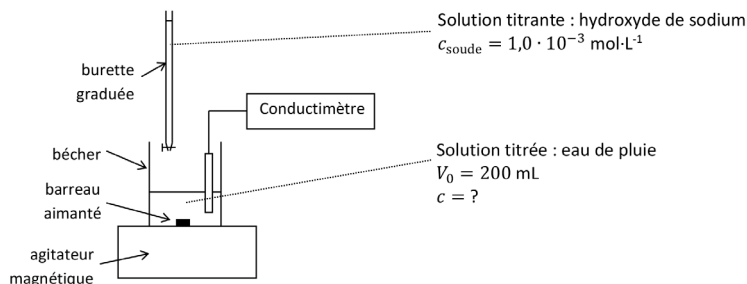 Solution titrante : hydroxyde de sodium
c_soude = 1,0 · 10⁻³ mol·L⁻¹
burette
graduée
Conductimètre
bécher
Solution titrée : eau de pluie
V₀ = 200 mL
c = ?
barreau
aimanté
agitateur
magnétique